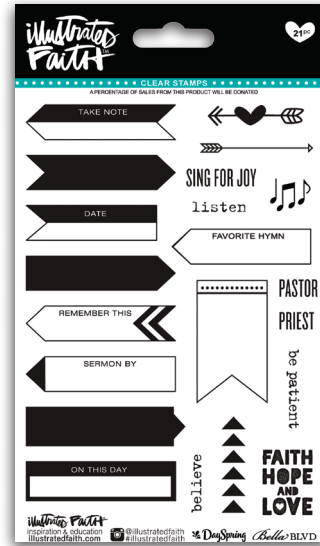 illustrated
FAITH
21 PC
CLEAR STAMPS
A PERCENTAGE OF SALES FROM THIS PRODUCT WILL BE DONATED
TAKE NOTE
DATE
REMEMBER THIS
SERMON BY
ON THIS DAY
SING FOR JOY
listen
FAVORITE HYMN
PASTOR
PRIEST
be patient
believe
FAITH
HOPE
AND
LOVE
illustrated FAITH
inspiration & education
illustratedfaith.com
@illustratedfaith
#illustratedfaith
DaySpring
Bella BLVD